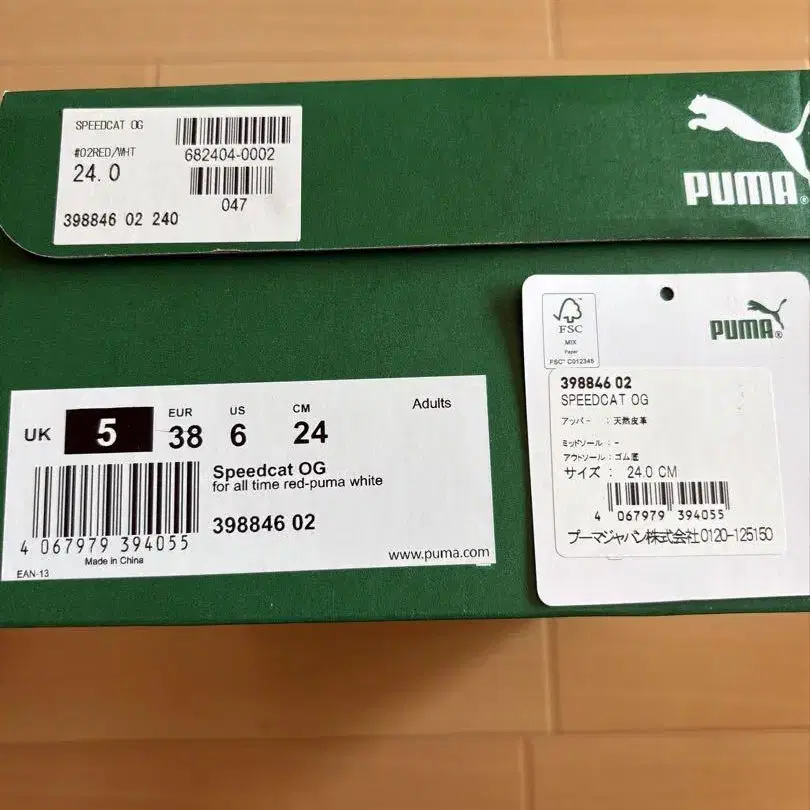 SPEEDCAT OG
#02RED/WHT
682404-0002
24.0
047
398846 02 240
PUMA®
UK 5
EUR 38
US 6
CM 24
Adults
Speedcat OG
for all time red-puma white
398846 02
4 067979 394055
Made in China
EAN-13
www.puma.com
FSC
MIX
Paper
FSC® C012345
PUMA®
398846 02
SPEEDCAT OG
アッパー : 天然皮革
ミッドソール : -
アウトソール : ゴム底
サイズ : 24.0 CM
4 067979 394055
プーマジャパン株式会社0120-125150